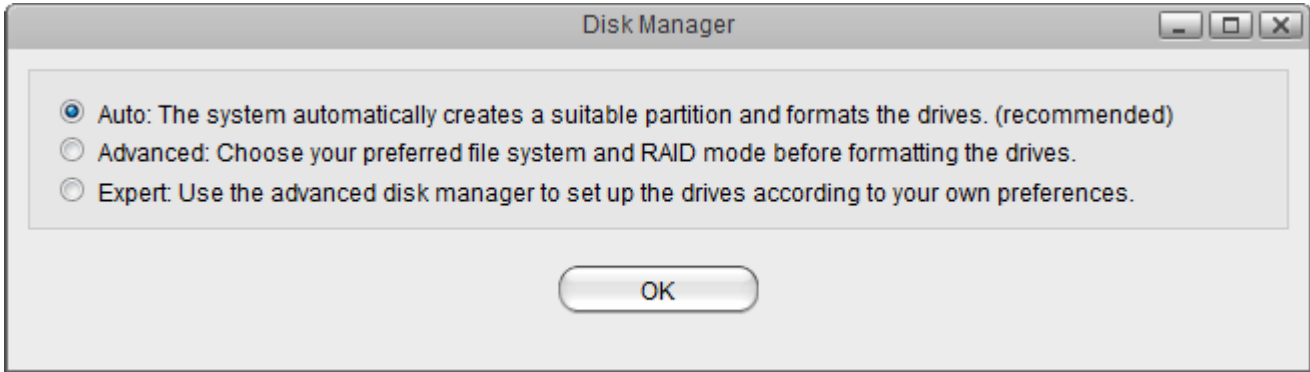 Disk Manager
Auto: The system automatically creates a suitable partition and formats the drives. (recommended)
Advanced: Choose your preferred file system and RAID mode before formatting the drives.
Expert: Use the advanced disk manager to set up the drives according to your own preferences.
OK